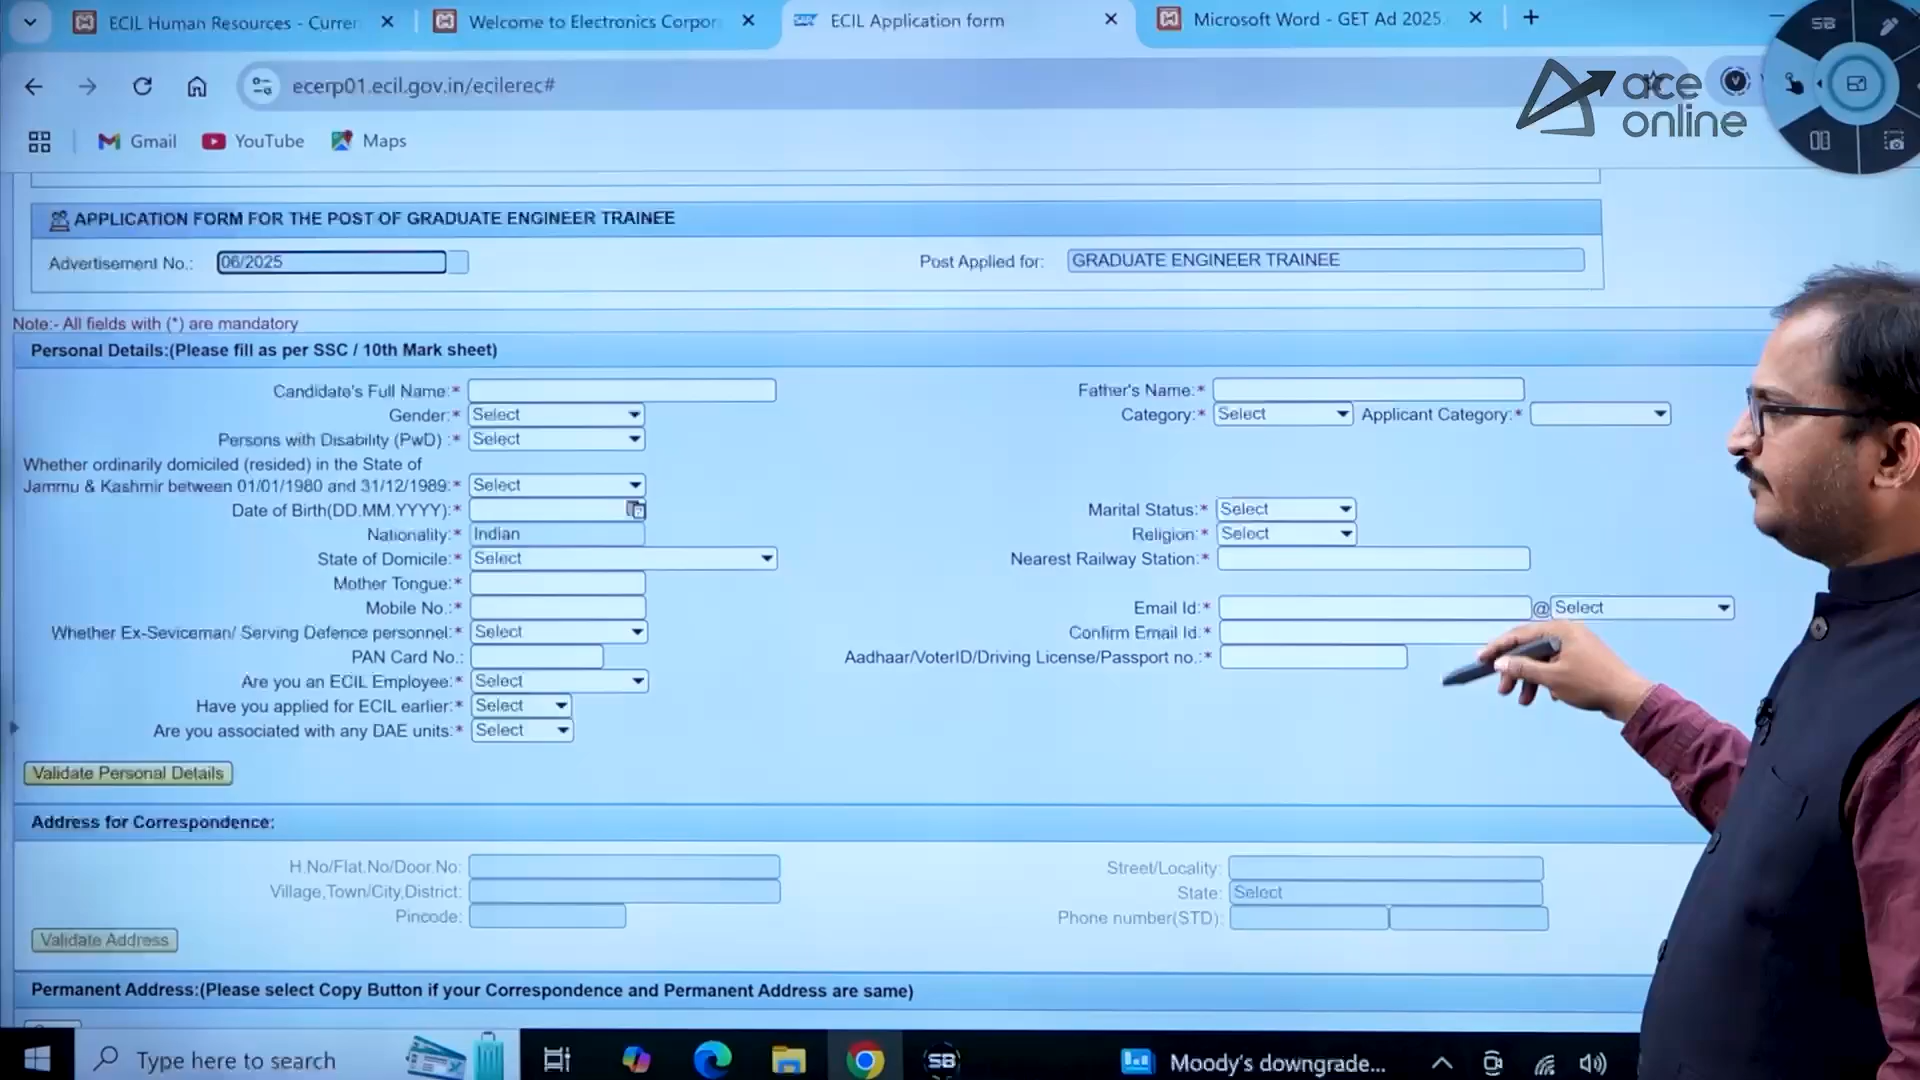 ECIL Human Resources - Curren
Welcome to Electronics Corpor
ECIL Application form
Microsoft Word - GET Ad 2025.
SB
ecerp01.ecil.gov.in/ecilerec#
ace
online
Gmail
YouTube
Maps
APPLICATION FORM FOR THE POST OF GRADUATE ENGINEER TRAINEE
Advertisement No.: 06/2025
Post Applied for: GRADUATE ENGINEER TRAINEE
Note:- All fields with (*) are mandatory
Personal Details:(Please fill as per SSC / 10th Mark sheet)
Candidate's Full Name:*
Father's Name:*
Gender:* Select
Category:* Select Applicant Category:*
Persons with Disability (PwD) :* Select
Whether ordinarily domiciled (resided) in the State of
Jammu & Kashmir between 01/01/1980 and 31/12/1989:* Select
Date of Birth(DD.MM.YYYY):*
Marital Status:* Select
Nationality:* Indian
Religion:* Select
State of Domicile:* Select
Nearest Railway Station:*
Mother Tongue:*
Mobile No.:*
Email Id:* @ Select
Whether Ex-Seviceman/ Serving Defence personnel:* Select
Confirm Email Id:*
PAN Card No.:
Aadhaar/VoterID/Driving License/Passport no.:*
Are you an ECIL Employee:* Select
Have you applied for ECIL earlier:* Select
Are you associated with any DAE units:* Select
Validate Personal Details
Address for Correspondence:
H.No/Flat.No/Door.No:
Street/Locality:
Village,Town/City,District:
State: Select
Pincode:
Phone number(STD):
Validate Address
Permanent Address:(Please select Copy Button if your Correspondence and Permanent Address are same)
Type here to search
SB
Moody's downgrade...